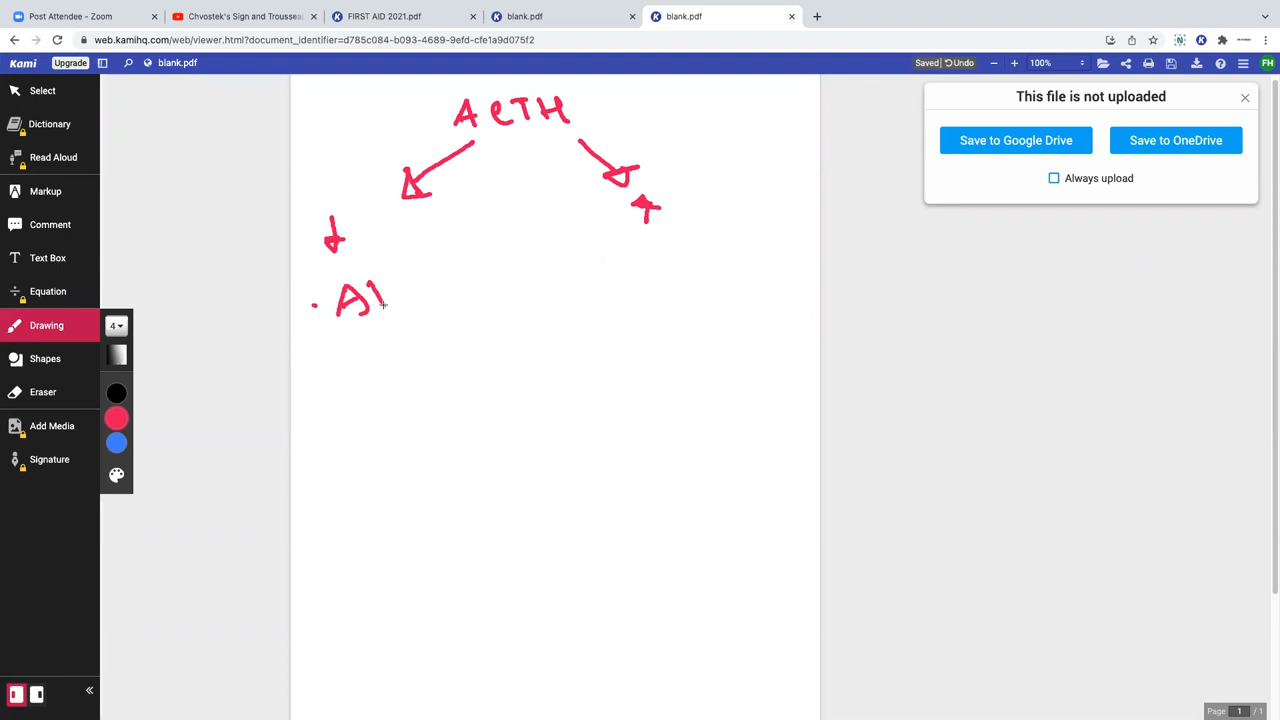 Post Attendee - Zoom
Chvostek's Sign and Trousseau
FIRST AID 2021.pdf
blank.pdf
blank.pdf
web.kamihq.com/web/viewer.html?document_identifier=d785c084-b093-4689-9efd-cfe1a9d075f2
Kami
Upgrade
blank.pdf
Saved
Undo
100%
FH
Select
Dictionary
Read Aloud
Markup
Comment
Text Box
Equation
Drawing
Shapes
Eraser
Add Media
Signature
4
ACTH
This file is not uploaded
Save to Google Drive
Save to OneDrive
Always upload
Page 1 / 1